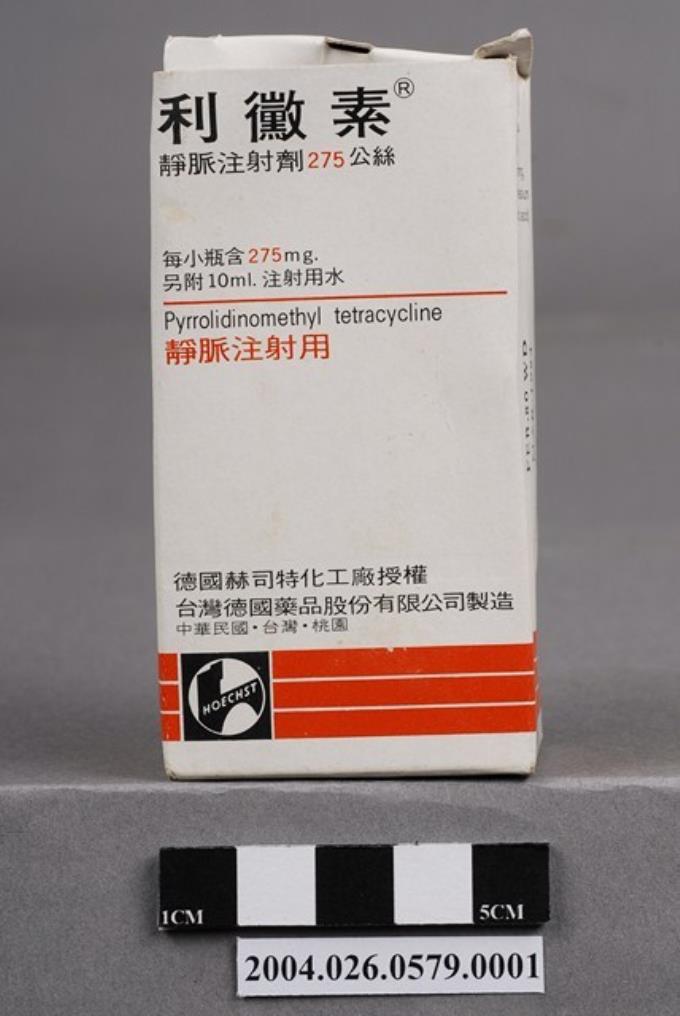 利黴素®
靜脈注射劑275公絲
每小瓶含275mg.
另附10ml. 注射用水
Pyrrolidinomethyl tetracycline
靜脈注射用
德國赫司特化工廠授權
台灣德國藥品股份有限公司製造
中華民國・台灣・桃園
HOECHST
1CM
5CM
2004.026.0579.0001